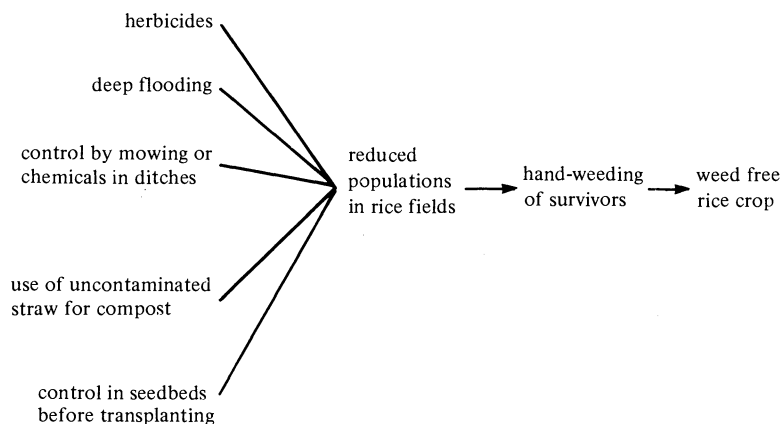 herbicides
deep flooding
control by mowing or
chemicals in ditches
use of uncontaminated
straw for compost
control in seedbeds
before transplanting
reduced
populations
in rice fields
hand-weeding
of survivors
weed free
rice crop